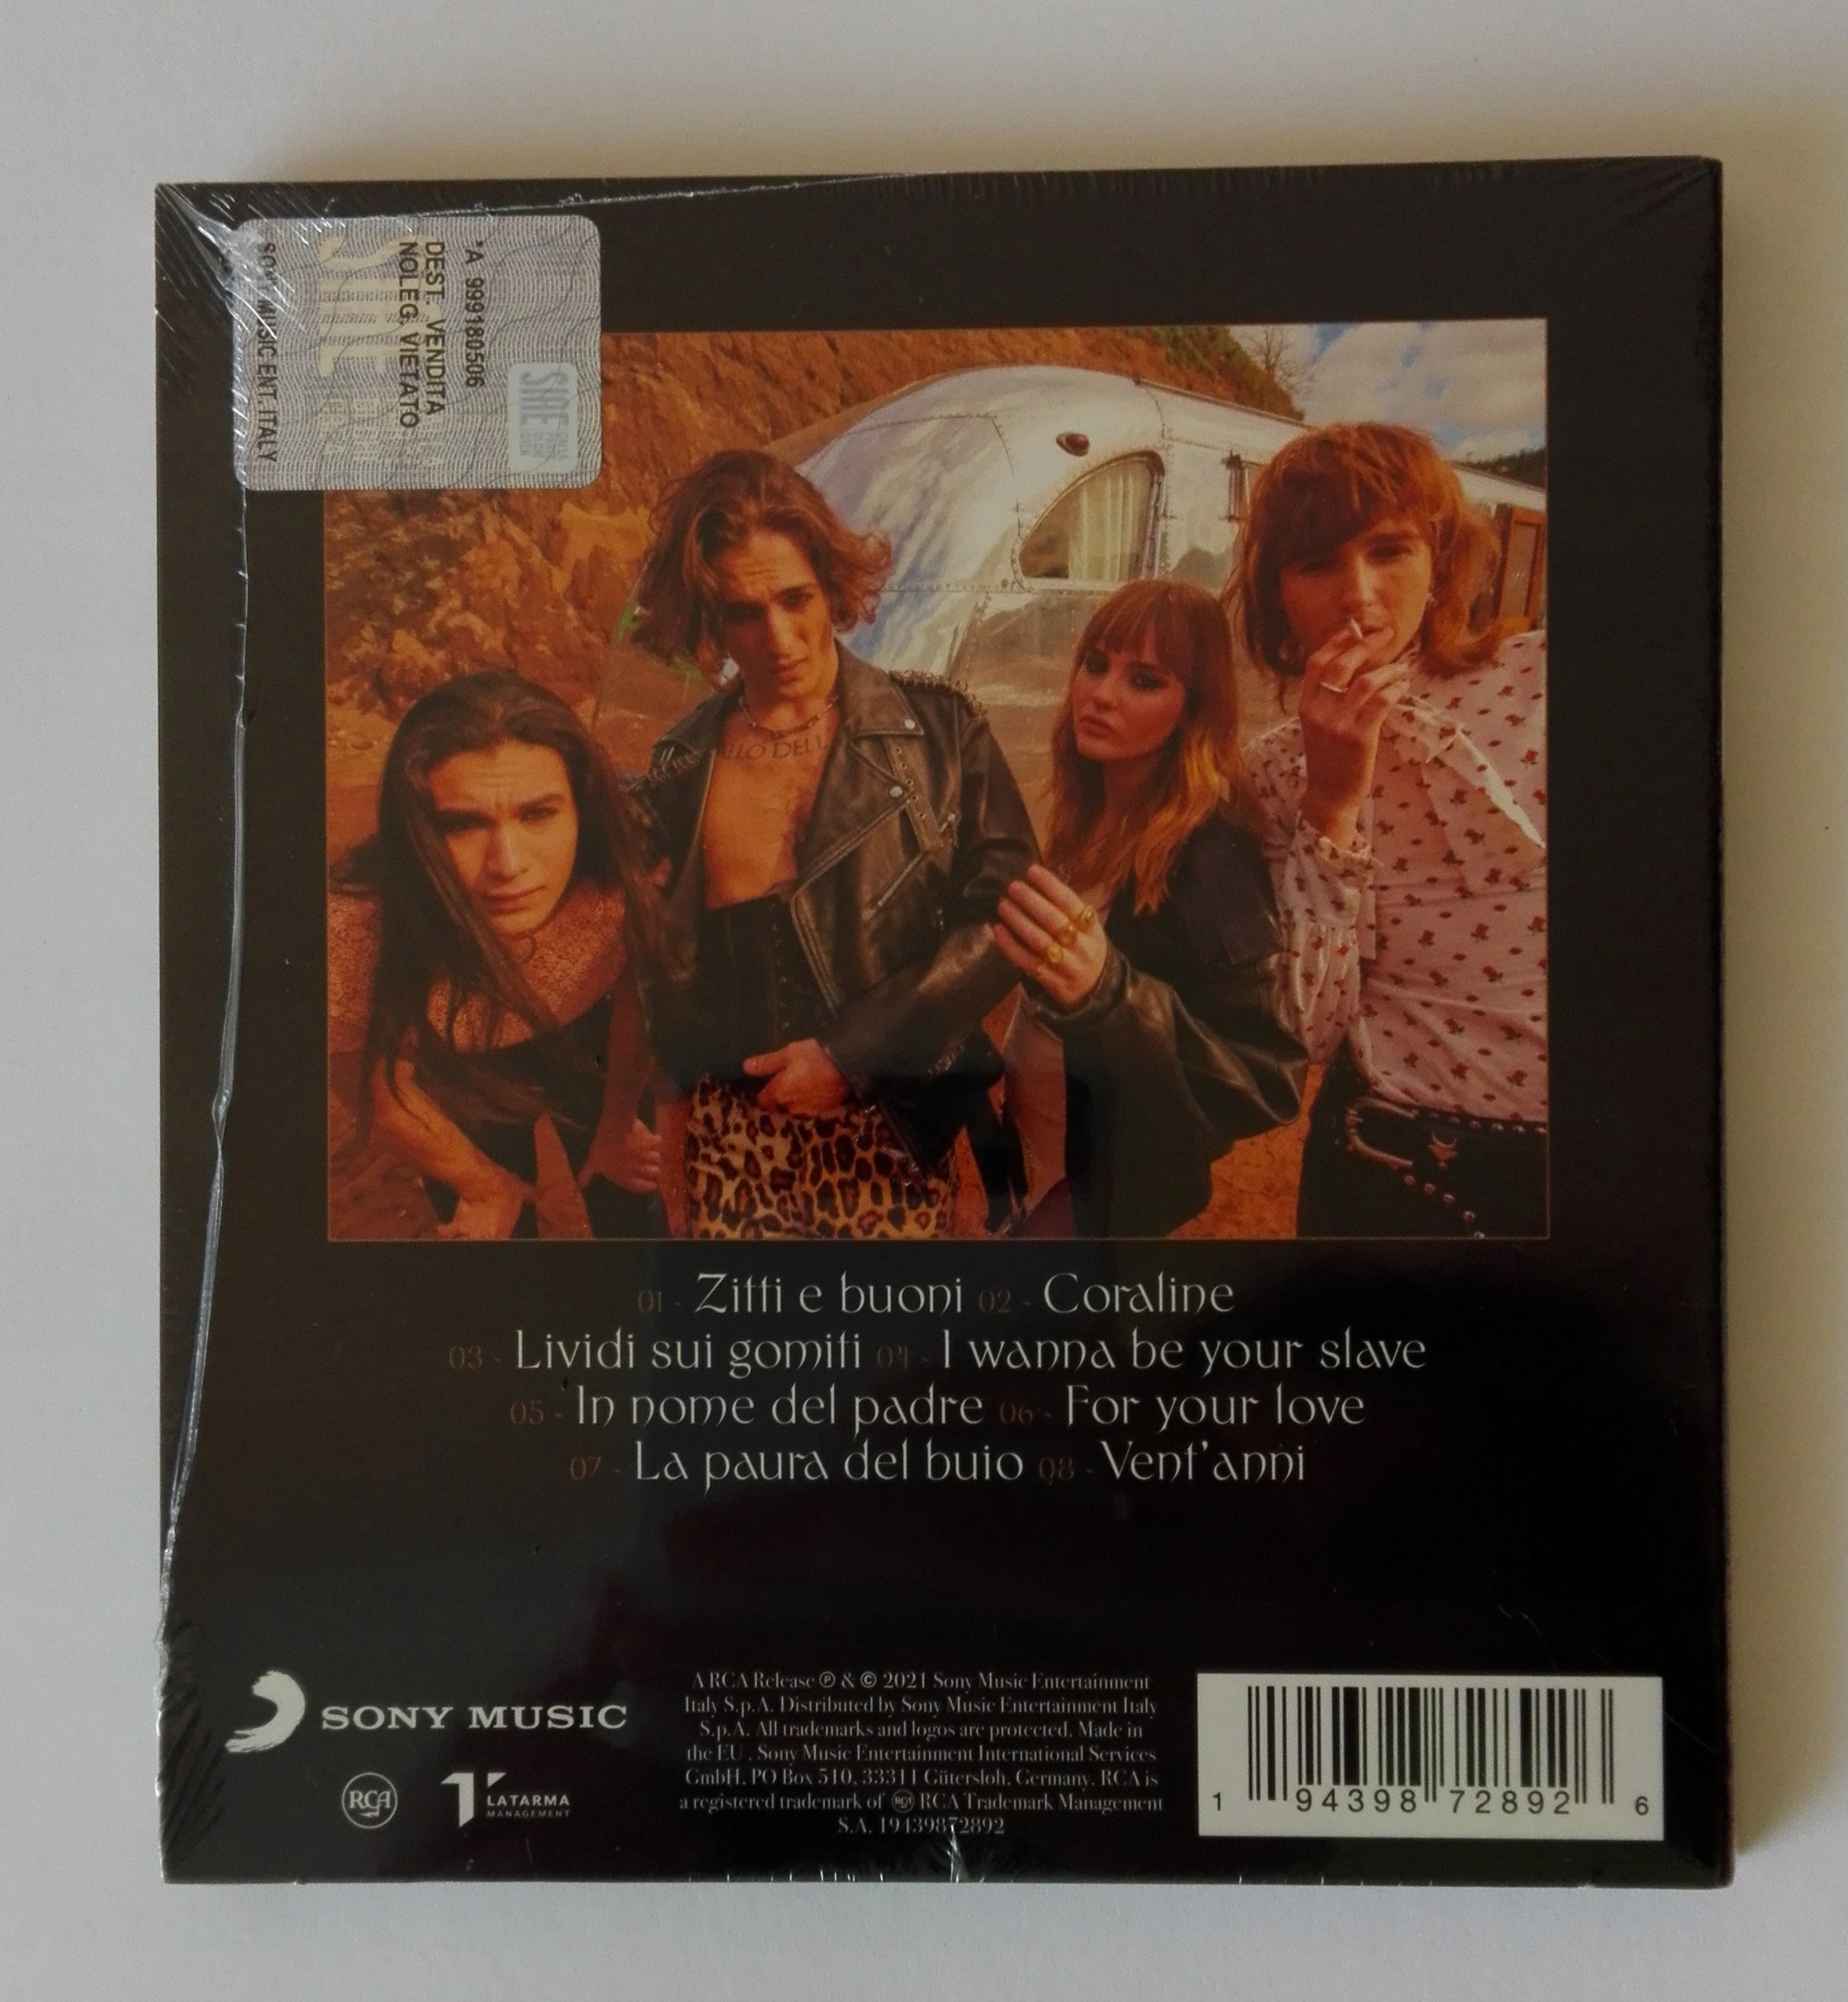 *A 999180506
DEST. VENDITA
NOLEG. VIETATO
SIAE
SIAE
SONY MUSIC ENT. ITALY
01 - Zitti e buoni 02 - Coraline
03 - Lividi sui gomiti 04 - I wanna be your slave
05 - In nome del padre 06 - For your love
07 - La paura del buio 08 - Vent'anni
SONY MUSIC
RCA
LATARMA
MANAGEMENT
A RCA Release ℗ & © 2021 Sony Music Entertainment
Italy S.p.A. Distributed by Sony Music Entertainment Italy
S.p.A. All trademarks and logos are protected. Made in
the EU . Sony Music Entertainment International Services
GmbH, PO Box 510, 33311 Gütersloh, Germany. RCA is
a registered trademark of RCA RCA Trademark Management
S.A. 19439872892
1 94398 72892 6